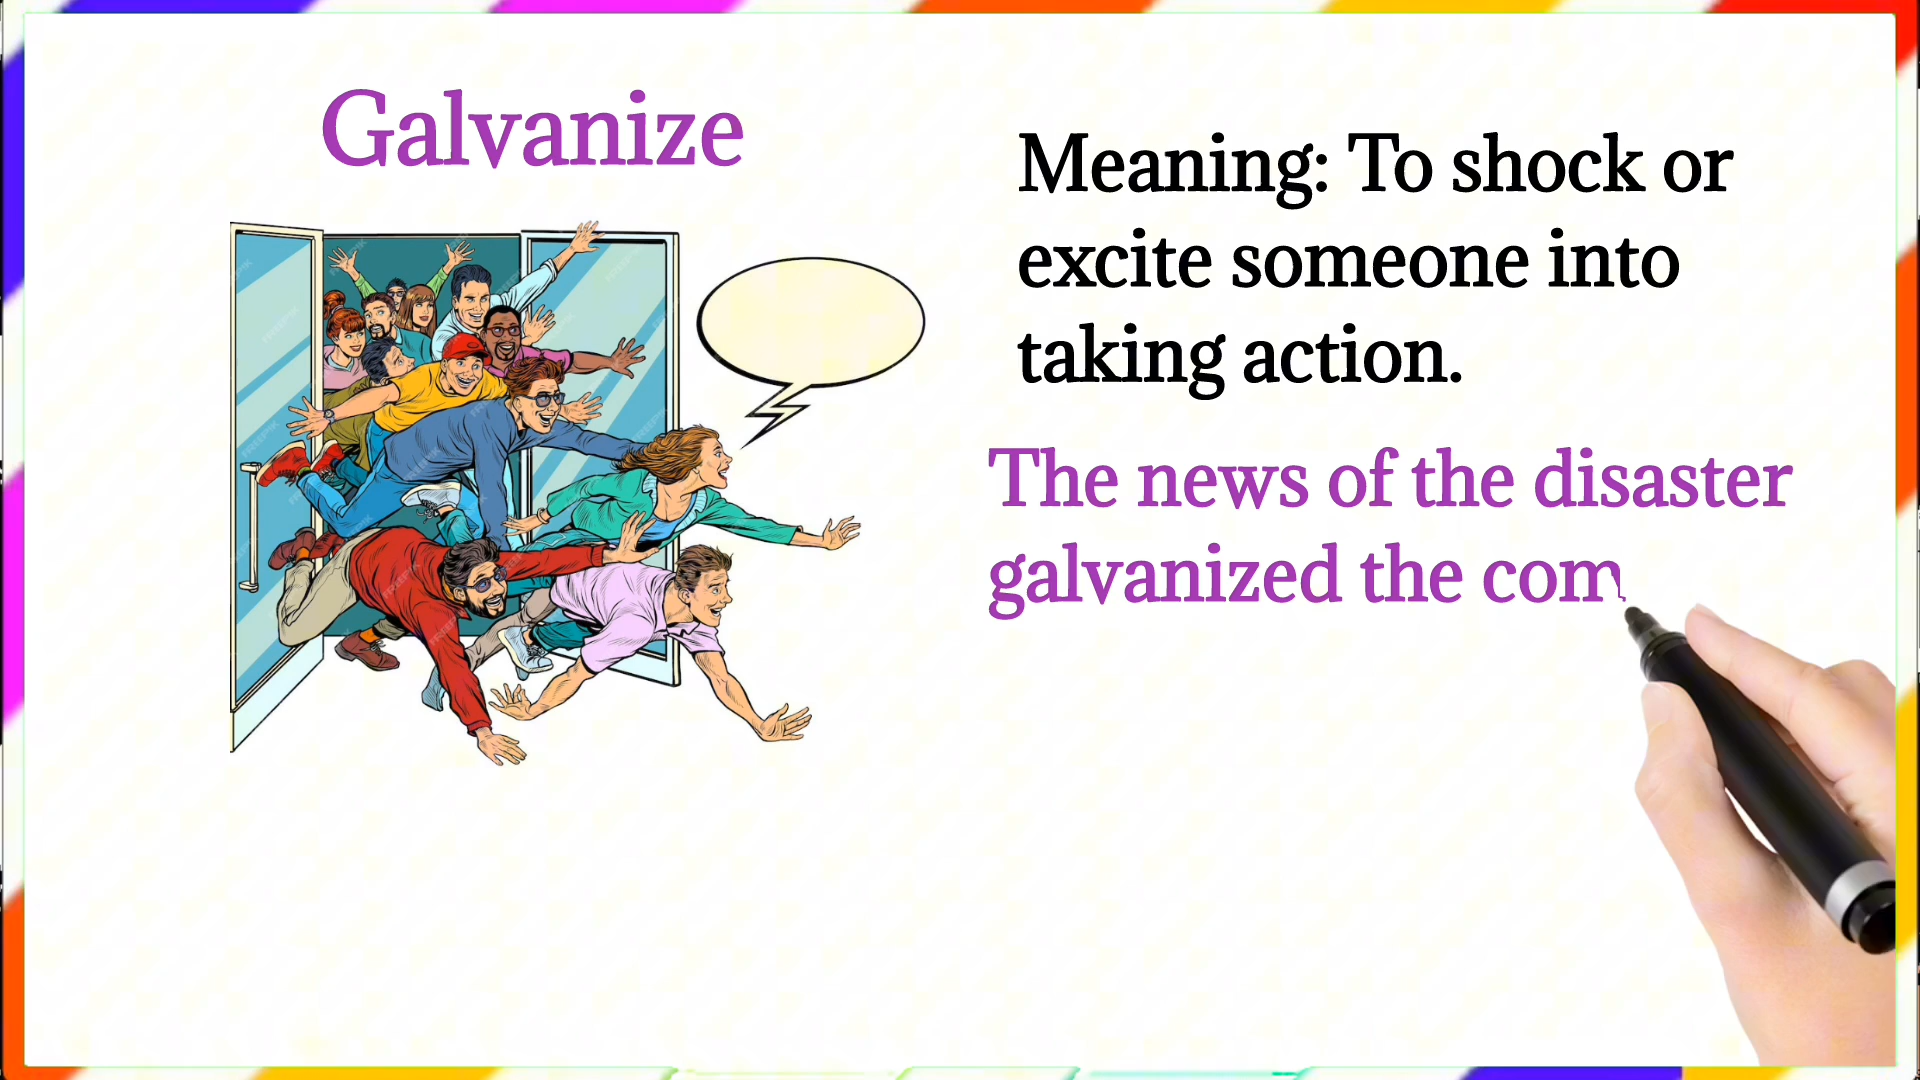 Galvanize
Meaning: To shock or
excite someone into
taking action.
The news of the disaster
galvanized the com